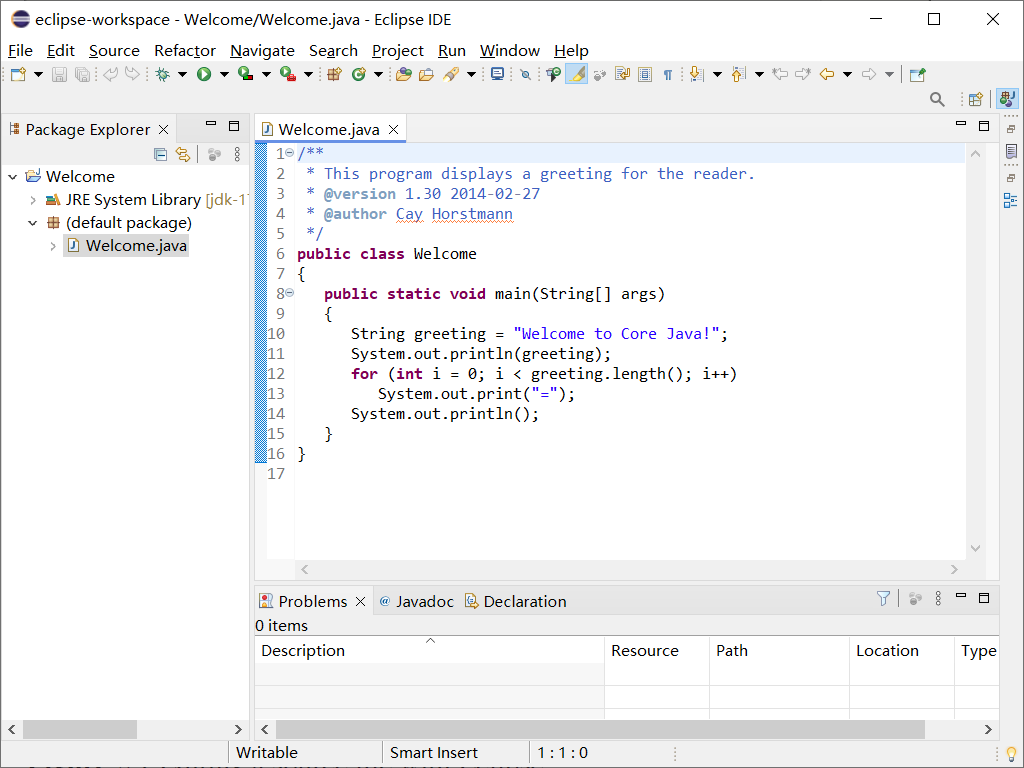 eclipse-workspace - Welcome/Welcome.java - Eclipse IDE
File Edit Source Refactor Navigate Search Project Run Window Help
Package Explorer
Welcome
JRE System Library [jdk-1
(default package)
Welcome.java
Welcome.java
1 /**
2  * This program displays a greeting for the reader.
3  * @version 1.30 2014-02-27
4  * @author Cay Horstmann
5  */
6 public class Welcome
7 {
8    public static void main(String[] args)
9    {
10      String greeting = "Welcome to Core Java!";
11      System.out.println(greeting);
12      for (int i = 0; i < greeting.length(); i++)
13         System.out.print("=");
14      System.out.println();
15   }
16 }
17
Problems @ Javadoc Declaration
0 items
Description Resource Path Location Type
Writable Smart Insert 1 : 1 : 0